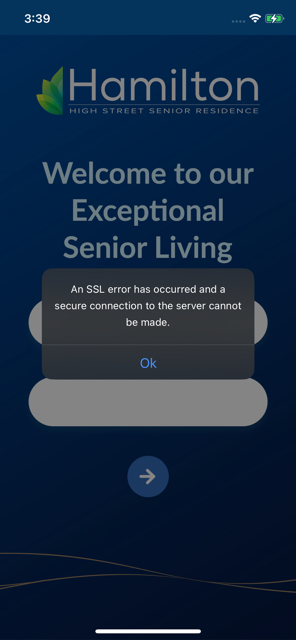 3:39
Hamilton
HIGH STREET SENIOR RESIDENCE
Welcome to our
Exceptional
Senior Living
An SSL error has occurred and a
secure connection to the server cannot
be made.
Ok